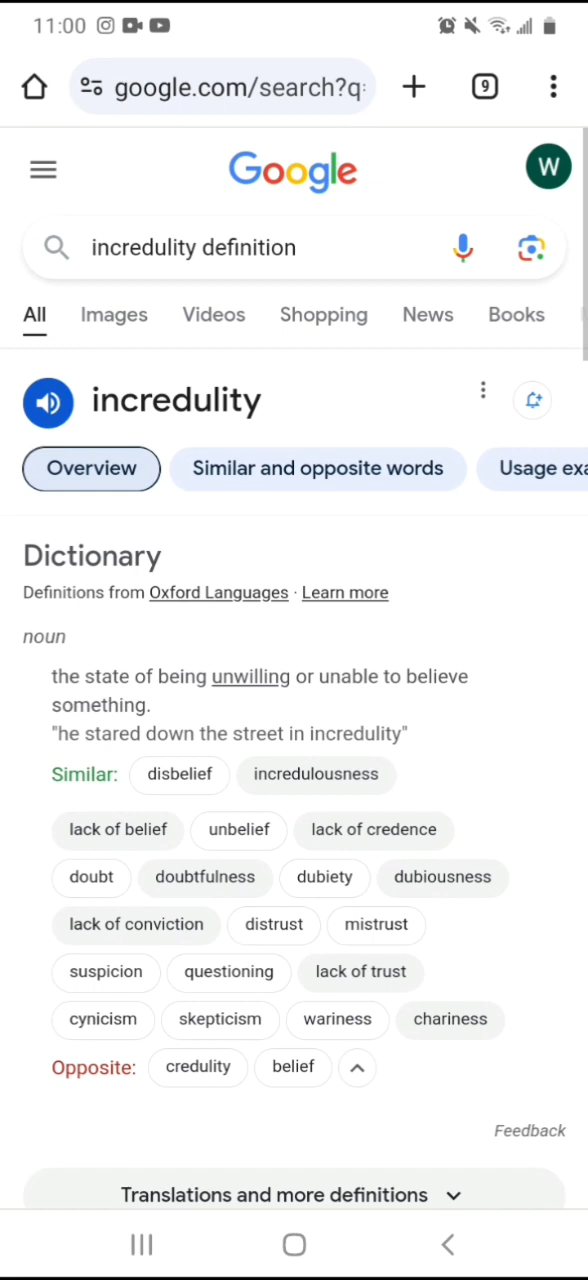 11:00
google.com/search?q
9
Google
W
incredulity definition
All Images Videos Shopping News Books
incredulity
Overview Similar and opposite words Usage exa
Dictionary
Definitions from Oxford Languages · Learn more
noun
the state of being unwilling or unable to believe
something.
"he stared down the street in incredulity"
Similar: disbelief incredulousness
lack of belief unbelief lack of credence
doubt doubtfulness dubiety dubiousness
lack of conviction distrust mistrust
suspicion questioning lack of trust
cynicism skepticism wariness chariness
Opposite: credulity belief
Feedback
Translations and more definitions